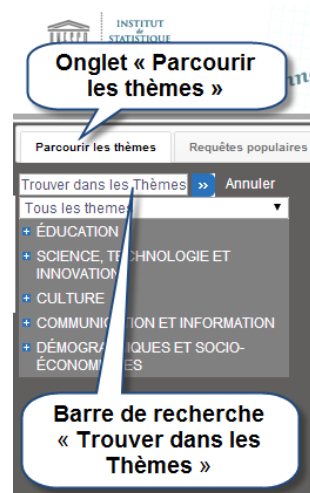 INSTITUT
de
STATISTIQUE
Onglet « Parcourir
les thèmes »
Parcourir les thèmes
Requêtes populaires
Trouver dans les Thèmes
»
Annuler
Tous les themes
ÉDUCATION
SCIENCE, TECHNOLOGIE ET
INNOVATION
CULTURE
COMMUNICATION ET INFORMATION
DÉMOGRAPHIQUES ET SOCIO-
ÉCONOMIQUES
Barre de recherche
« Trouver dans les
Thèmes »